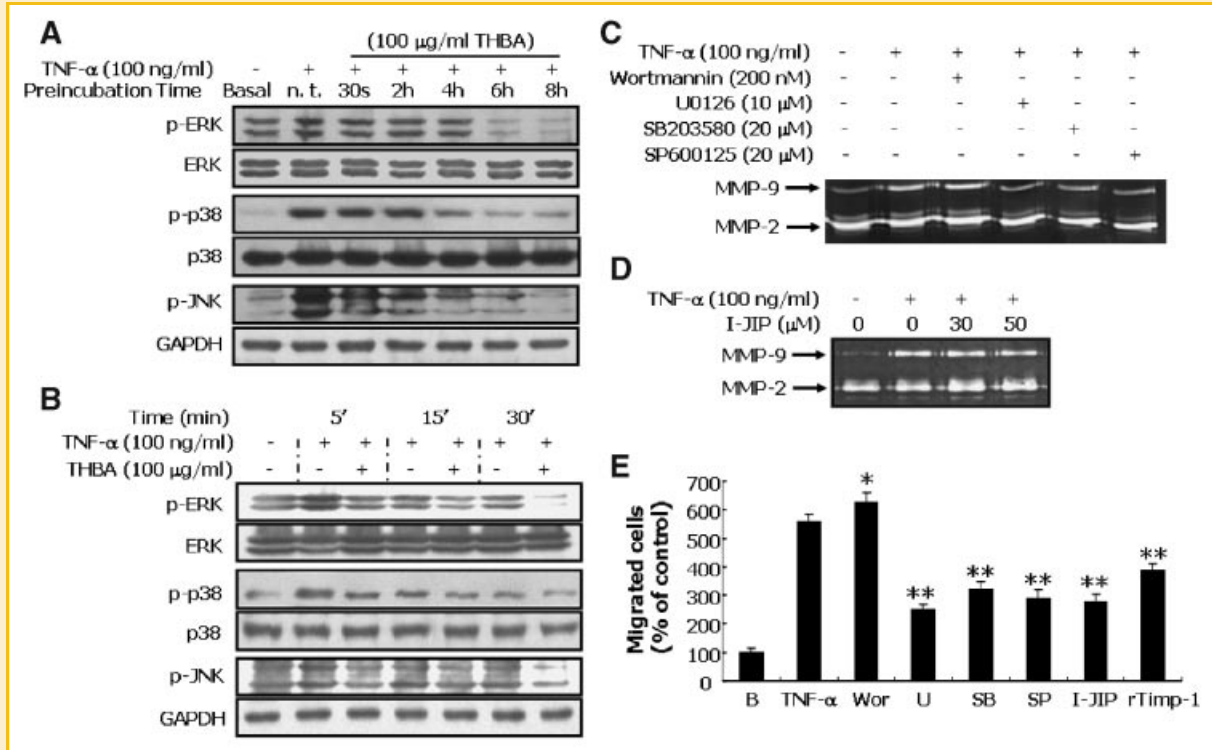 A
(100 µg/ml THBA)
TNF-α (100 ng/ml) - + + + + + +
Preincubation Time Basal n. t. 30s 2h 4h 6h 8h
p-ERK
ERK
p-p38
p38
p-JNK
GAPDH
B
Time (min) 5′ 15′ 30′
TNF-α (100 ng/ml) - + + + + + +
THBA (100 µg/ml) - - + - + - +
p-ERK
ERK
p-p38
p38
p-JNK
GAPDH
C
TNF-α (100 ng/ml) - + + + + +
Wortmannin (200 nM) - - + - - -
U0126 (10 µM) - - - + - -
SB203580 (20 µM) - - - - + -
SP600125 (20 µM) - - - - - +
MMP-9
MMP-2
D
TNF-α (100 ng/ml) - + + +
I-JIP (µM) 0 0 30 50
MMP-9
MMP-2
E
Migrated cells
(% of control)
700
600
500
400
300
200
100
0
* ** ** ** ** **
B TNF-α Wor U SB SP I-JIP rTimp-1